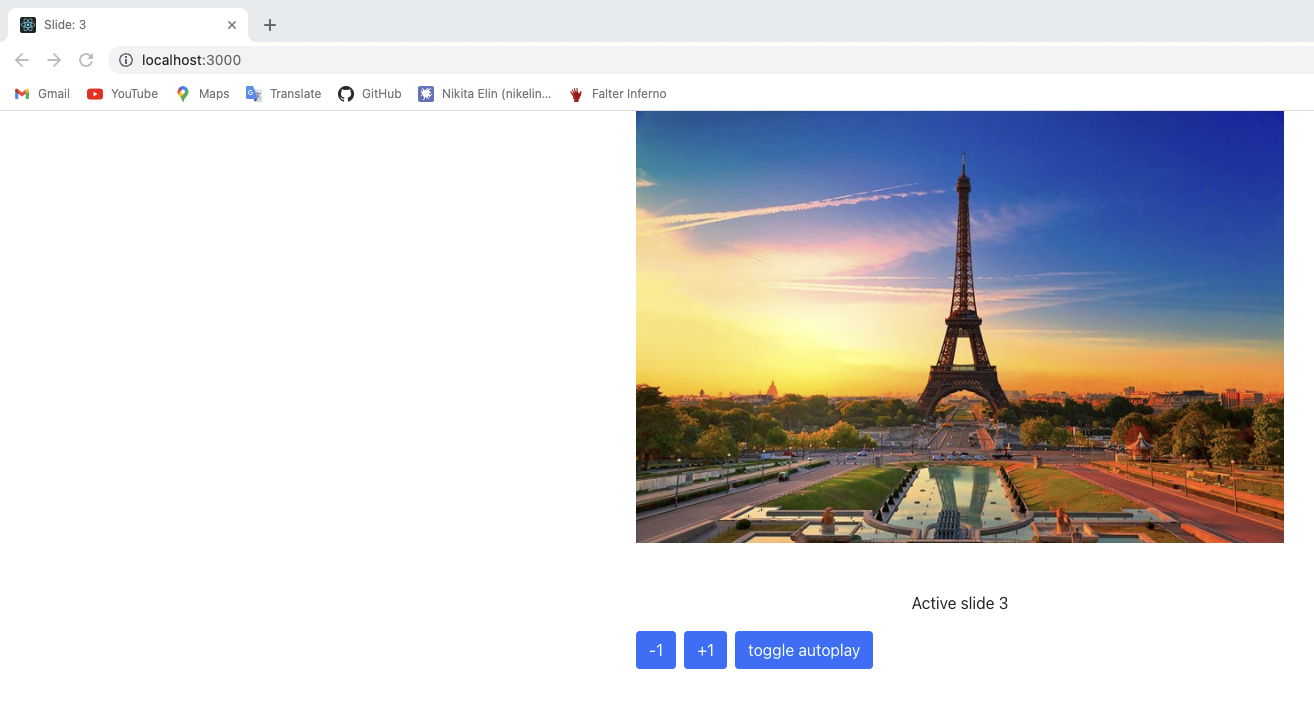 Slide: 3
localhost:3000
Gmail YouTube Maps Translate GitHub Nikita Elin (nikelin... Falter Inferno
Active slide 3
-1 +1 toggle autoplay